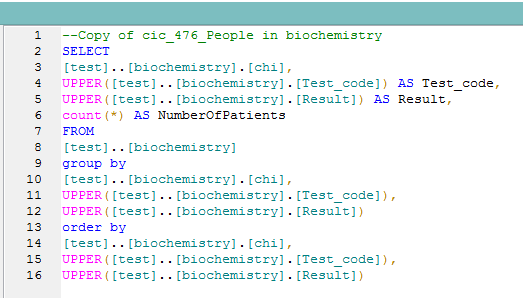 1 --Copy of cic_476_People in biochemistry
2 SELECT
3 [test]..[biochemistry].[chi],
4 UPPER([test]..[biochemistry].[Test_code]) AS Test_code,
5 UPPER([test]..[biochemistry].[Result]) AS Result,
6 count(*) AS NumberOfPatients
7 FROM
8 [test]..[biochemistry]
9 group by
10 [test]..[biochemistry].[chi],
11 UPPER([test]..[biochemistry].[Test_code]),
12 UPPER([test]..[biochemistry].[Result])
13 order by
14 [test]..[biochemistry].[chi],
15 UPPER([test]..[biochemistry].[Test_code]),
16 UPPER([test]..[biochemistry].[Result])